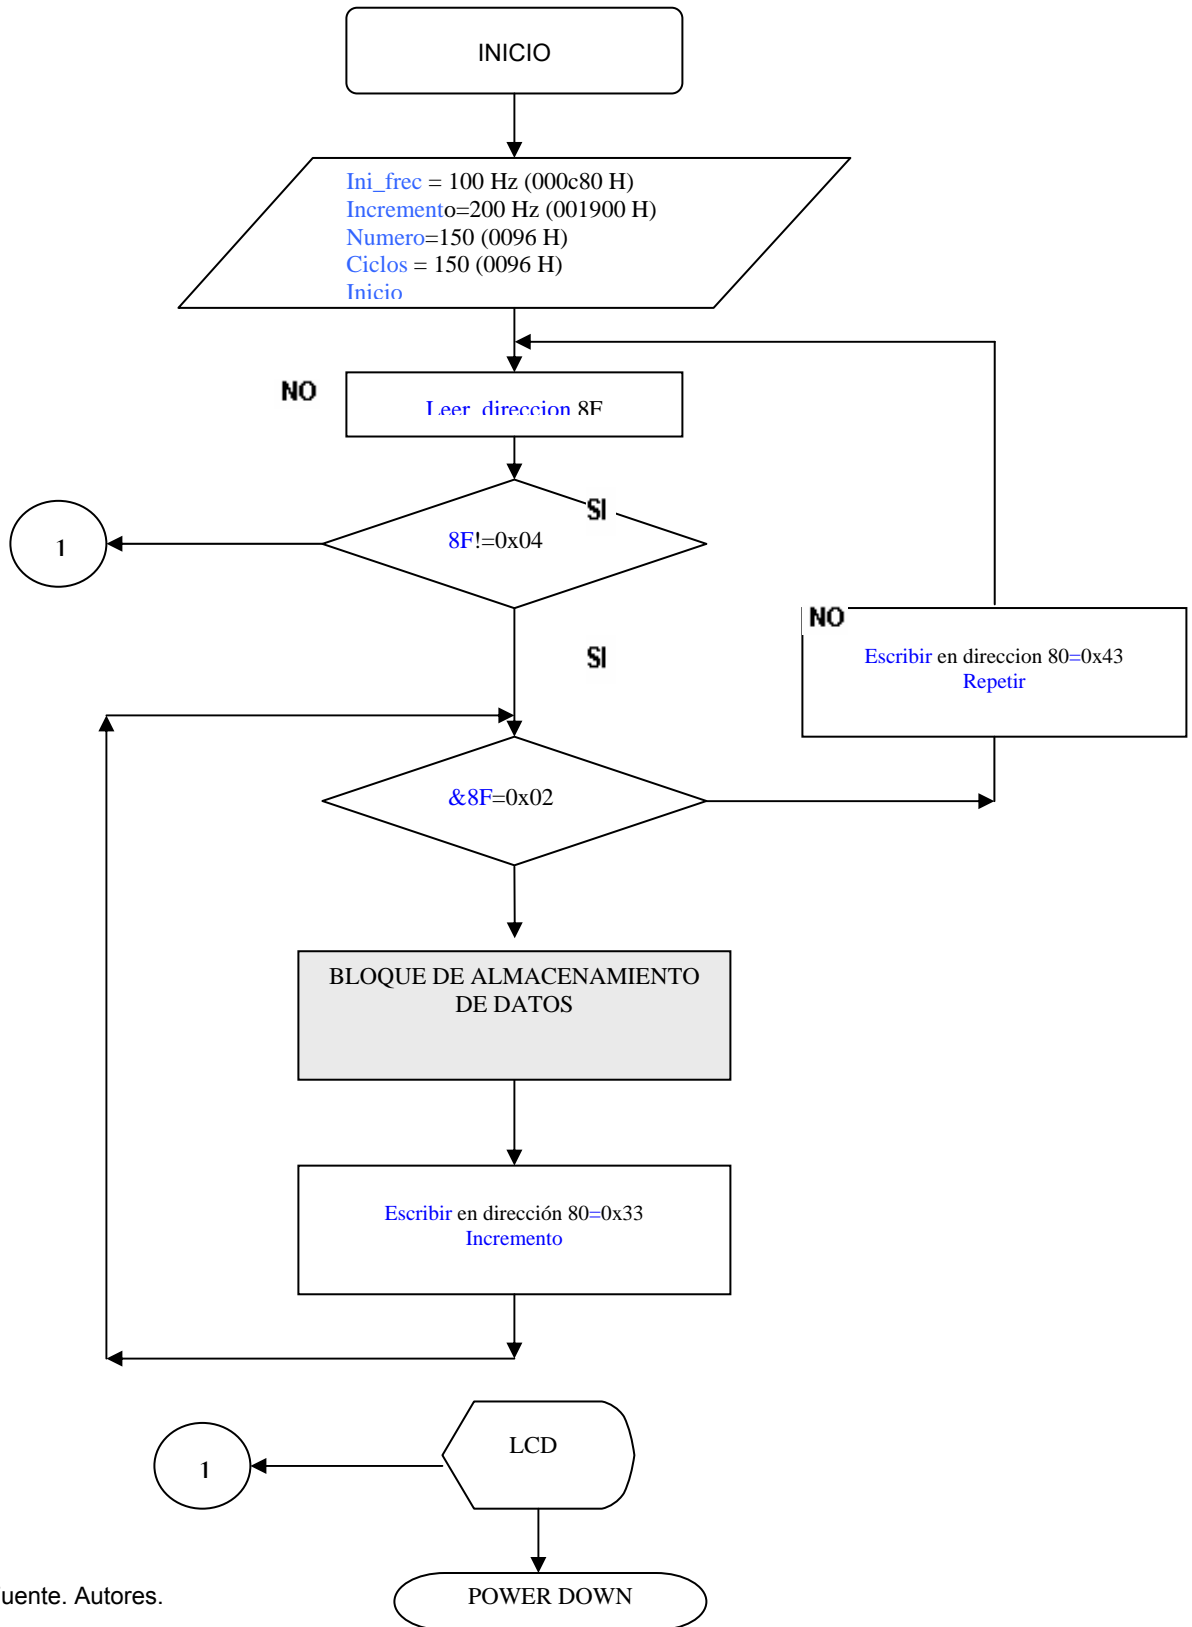 INICIO
Ini_frec = 100 Hz (000c80 H)
Incremento=200 Hz (001900 H)
Numero=150 (0096 H)
Ciclos = 150 (0096 H)
Inicio
NO
Leer_direccion 8F
SI
8F!=0x04
1
NO
SI
Escribir en direccion 80=0x43
Repetir
&8F=0x02
BLOQUE DE ALMACENAMIENTO
DE DATOS
Escribir en dirección 80=0x33
Incremento
LCD
1
uente. Autores.
POWER DOWN